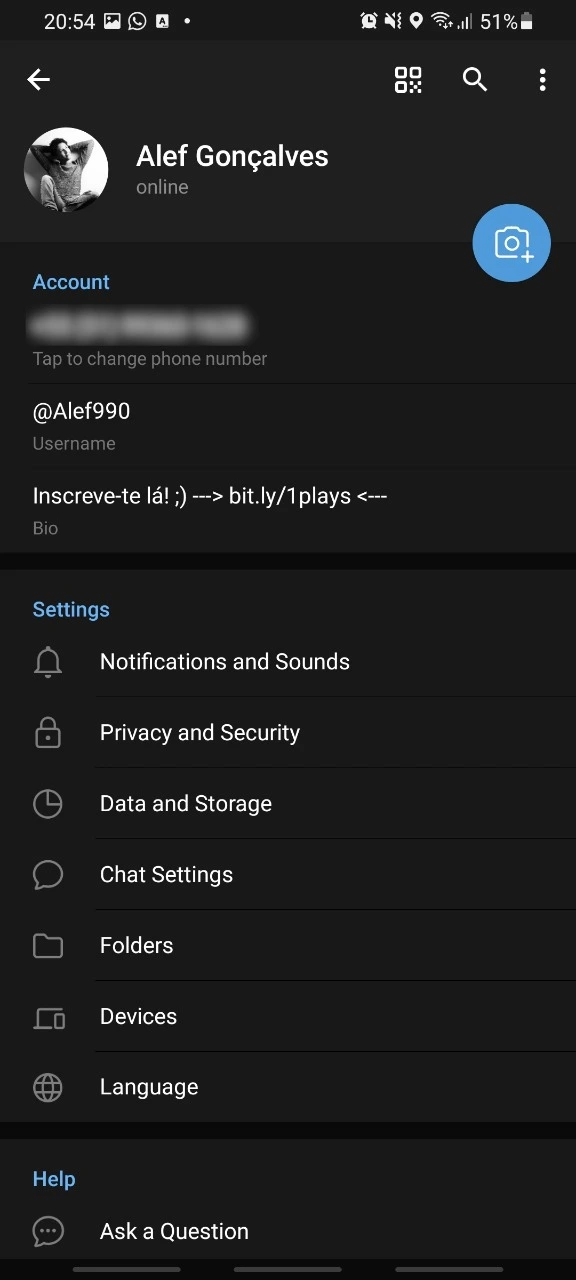 20:54
51%
Alef Gonçalves
online
Account
Tap to change phone number
@Alef990
Username
Inscreve-te lá! ;) ---> bit.ly/1plays <---
Bio
Settings
Notifications and Sounds
Privacy and Security
Data and Storage
Chat Settings
Folders
Devices
Language
Help
Ask a Question